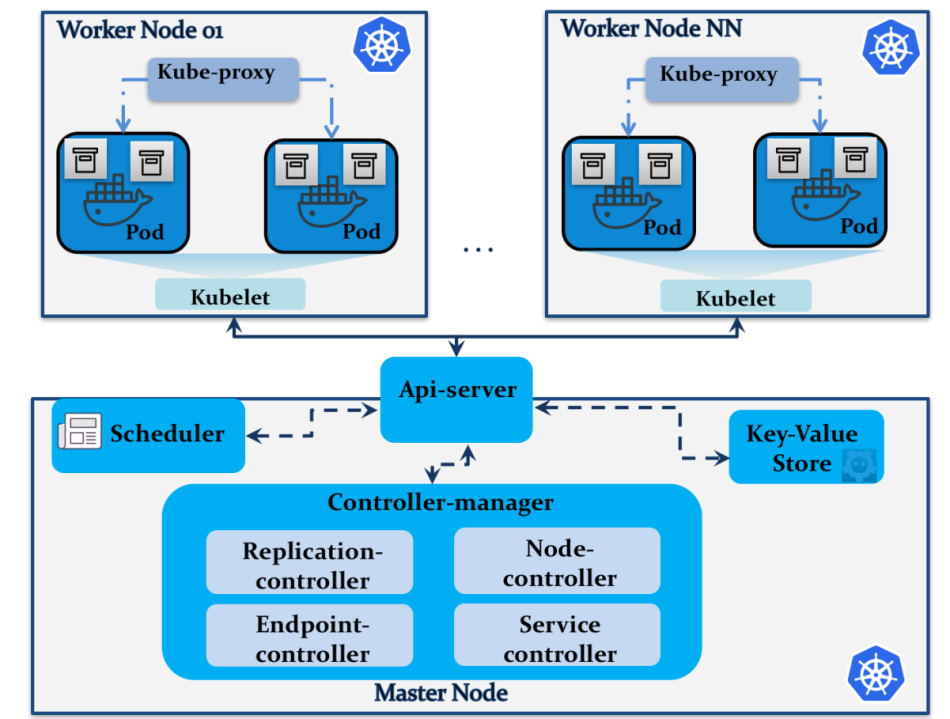 Worker Node 01
Kube-proxy
Pod
Pod
Kubelet
...
Worker Node NN
Kube-proxy
Pod
Pod
Kubelet
Api-server
Scheduler
Key-Value
Store
Controller-manager
Replication-
controller
Node-
controller
Endpoint-
controller
Service
controller
Master Node